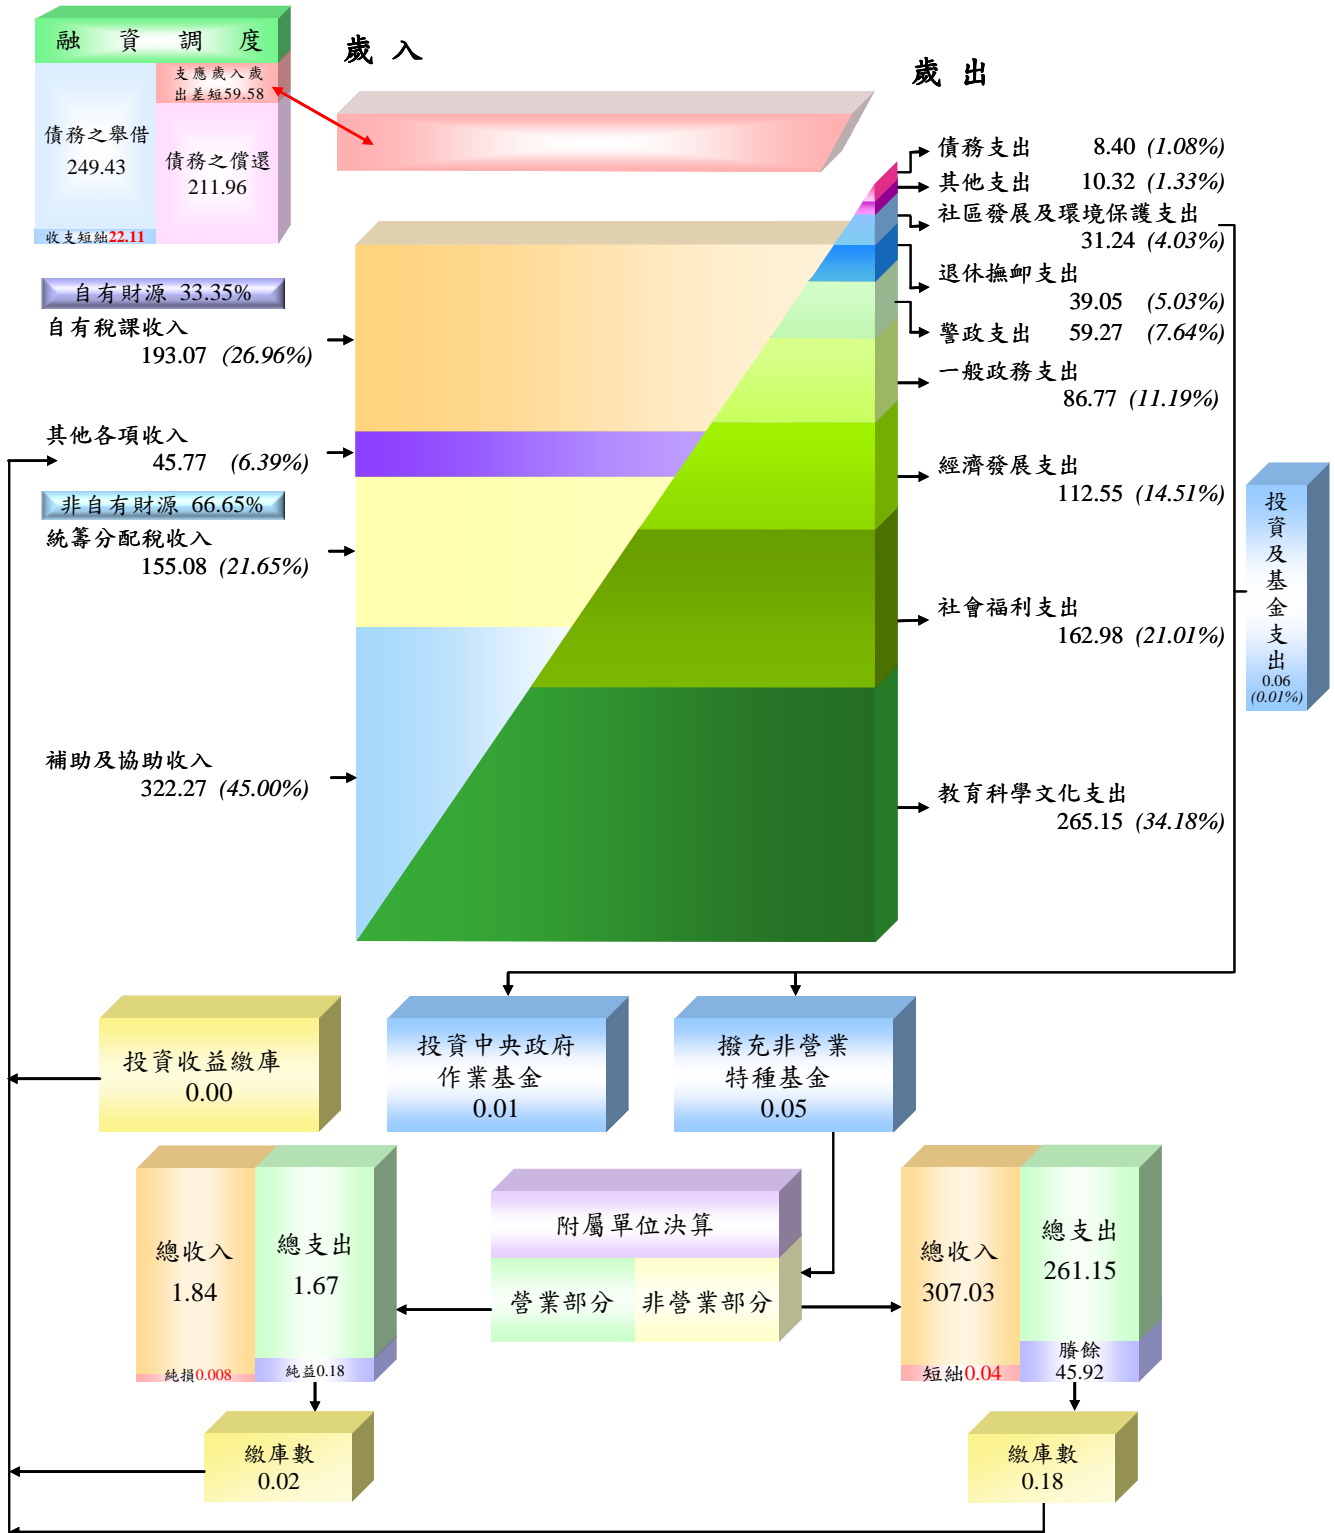 融資調度
支應歲入歲
出差短59.58
債務之舉借
249.43
債務之償還
211.96
收支短絀22.11
歲入
歲出
自有財源 33.35%
自有稅課收入
193.07 (26.96%)
其他各項收入
45.77 (6.39%)
非自有財源 66.65%
統籌分配稅收入
155.08 (21.65%)
補助及協助收入
322.27 (45.00%)
債務支出 8.40 (1.08%)
其他支出 10.32 (1.33%)
社區發展及環境保護支出
31.24 (4.03%)
退休撫卹支出
39.05 (5.03%)
警政支出 59.27 (7.64%)
一般政務支出
86.77 (11.19%)
經濟發展支出
112.55 (14.51%)
社會福利支出
162.98 (21.01%)
教育科學文化支出
265.15 (34.18%)
投資及基金支出
0.06
(0.01%)
投資收益繳庫
0.00
投資中央政府
作業基金
0.01
撥充非營業
特種基金
0.05
總收入
1.84
純損0.008
總支出
1.67
純益0.18
附屬單位決算
營業部分
非營業部分
總收入
307.03
短絀0.04
總支出
261.15
賸餘
45.92
繳庫數
0.02
繳庫數
0.18